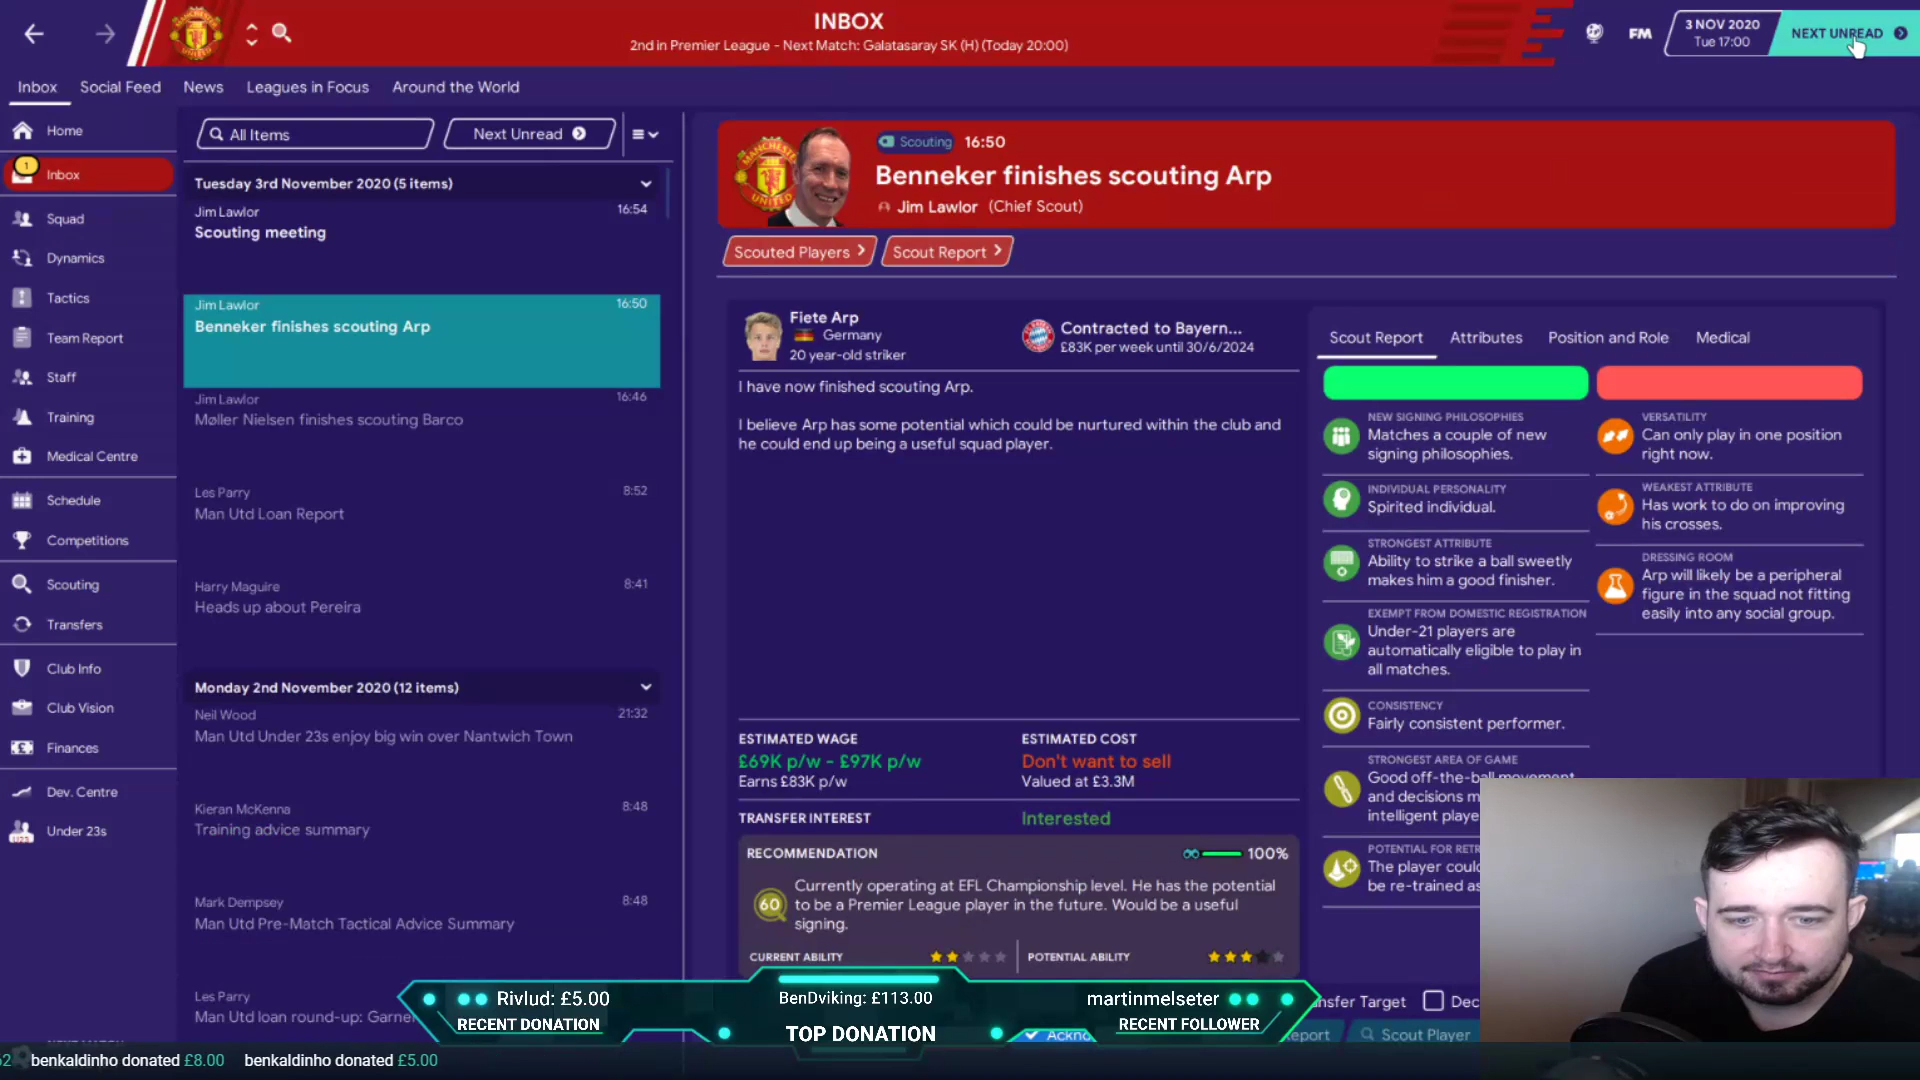 INBOX
2nd in Premier League - Next Match: Galatasaray SK (H) (Today 20:00)
FM
3 NOV 2020
Tue 17:00
NEXT UNREAD
Inbox
Social Feed
News
Leagues in Focus
Around the World
Home
1
Inbox
Squad
Dynamics
Tactics
Team Report
Staff
Training
Medical Centre
Schedule
Competitions
Scouting
Transfers
Club Info
Club Vision
Finances
Dev. Centre
Under 23s
All Items
Next Unread
Tuesday 3rd November 2020 (5 items)
Jim Lawlor 16:54
Scouting meeting
Jim Lawlor 16:50
Benneker finishes scouting Arp
Jim Lawlor 16:46
Møller Nielsen finishes scouting Barco
Les Parry 8:52
Man Utd Loan Report
Harry Maguire 8:41
Heads up about Pereira
Monday 2nd November 2020 (12 items)
Neil Wood 21:32
Man Utd Under 23s enjoy big win over Nantwich Town
Kieran McKenna 8:48
Training advice summary
Mark Dempsey 8:48
Man Utd Pre-Match Tactical Advice Summary
Les Parry
Man Utd loan round-up: Garne
MANCHESTER
UNITED
Scouting 16:50
Benneker finishes scouting Arp
Jim Lawlor (Chief Scout)
Scouted Players
Scout Report
Fiete Arp
Germany
20 year-old striker
Contracted to Bayern...
£83K per week until 30/6/2024
I have now finished scouting Arp.
I believe Arp has some potential which could be nurtured within the club and
he could end up being a useful squad player.
ESTIMATED WAGE
£69K p/w - £97K p/w
Earns £83K p/w
ESTIMATED COST
Don't want to sell
Valued at £3.3M
TRANSFER INTEREST
Interested
RECOMMENDATION
100%
60
Currently operating at EFL Championship level. He has the potential
to be a Premier League player in the future. Would be a useful
signing.
CURRENT ABILITY
POTENTIAL ABILITY
Scout Report
Attributes
Position and Role
Medical
NEW SIGNING PHILOSOPHIES
Matches a couple of new
signing philosophies.
INDIVIDUAL PERSONALITY
Spirited individual.
STRONGEST ATTRIBUTE
Ability to strike a ball sweetly
makes him a good finisher.
EXEMPT FROM DOMESTIC REGISTRATION
Under-21 players are
automatically eligible to play in
all matches.
CONSISTENCY
Fairly consistent performer.
STRONGEST AREA OF GAME
Good off-the-ball movement
and decisions m
intelligent playe
POTENTIAL FOR RETR
The player coul
be re-trained as
VERSATILITY
Can only play in one position
right now.
WEAKEST ATTRIBUTE
Has work to do on improving
his crosses.
DRESSING ROOM
Arp will likely be a peripheral
figure in the squad not fitting
easily into any social group.
nsfer Target
Dec
Ackno
eport
Scout Player
Rivlud: £5.00
RECENT DONATION
BenDviking: £113.00
TOP DONATION
martinmelseter
RECENT FOLLOWER
benkaldinho donated £8.00
benkaldinho donated £5.00